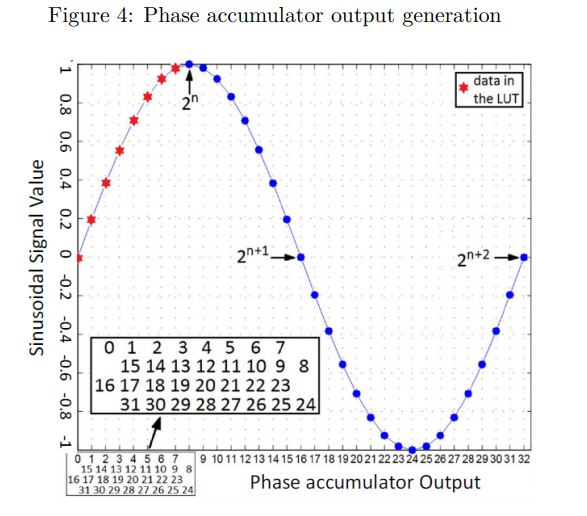 Figure 4: Phase accumulator output generation
data in
the LUT
2^n
2^{n+1}
2^{n+2}
Sinusoidal Signal Value
1
0.8
0.6
0.4
0.2
0
-0.2
-0.4
-0.6
-0.8
-1
0 1 2 3 4 5 6 7
15 14 13 12 11 10 9 8
16 17 18 19 20 21 22 23
31 30 29 28 27 26 25 24
0 1 2 3 4 5 6 7 9 10 11 12 13 14 15 16 17 18 19 20 21 22 23 24 25 26 27 28 29 30 31 32
15 14 13 12 11 10 9 8
16 17 18 19 20 21 22 23
31 30 29 28 27 26 25 24
Phase accumulator Output